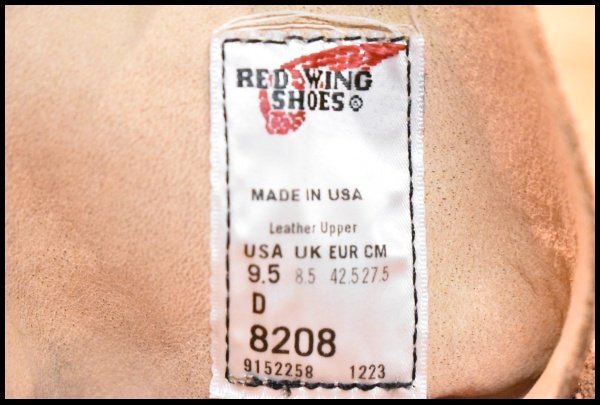 RED WING
SHOES®
MADE IN USA
Leather Upper
USA UK EUR CM
9.5 8.5 42.5 27.5
D
8208
9152258 1223